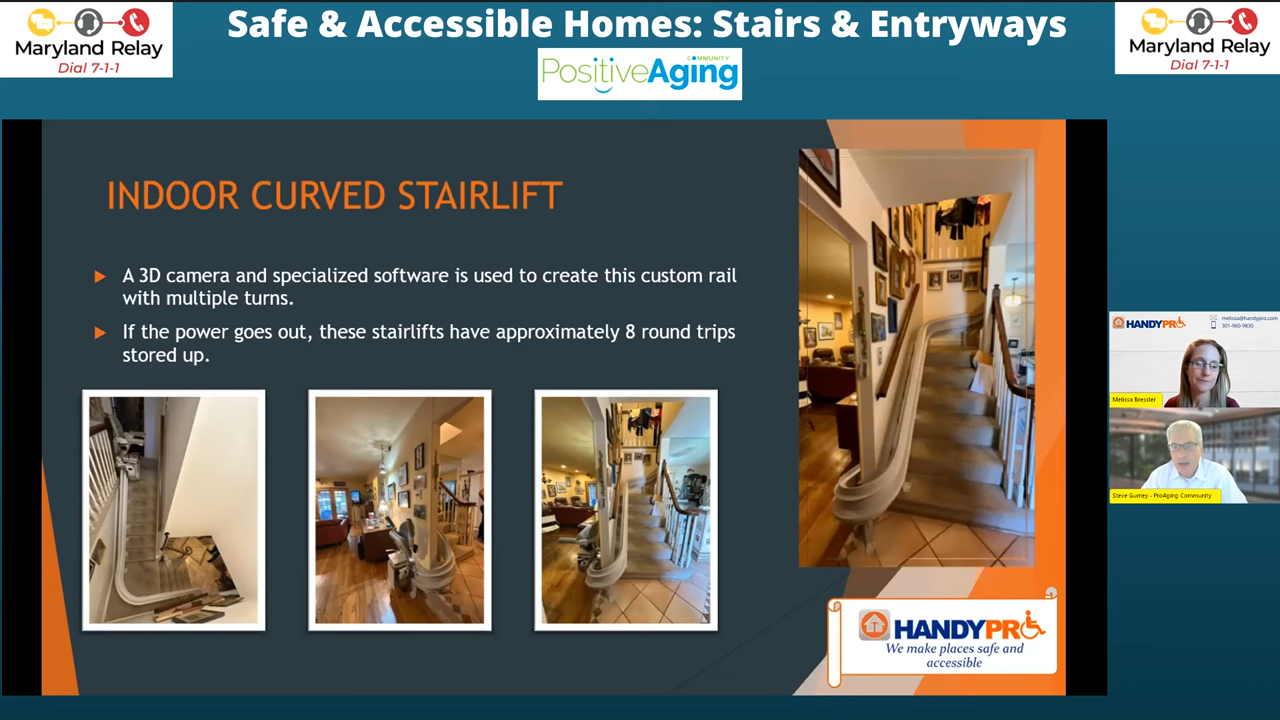 Maryland Relay
Dial 7-1-1
Safe & Accessible Homes: Stairs & Entryways
COMMUNITY
PositiveAging
Maryland Relay
Dial 7-1-1
INDOOR CURVED STAIRLIFT
A 3D camera and specialized software is used to create this custom rail
with multiple turns.
If the power goes out, these stairlifts have approximately 8 round trips
stored up.
HANDYPRO
We make places safe and
accessible
HANDYPRO
melissa@handypro.com
301-960-9830
Melissa Bressler
Steve Gurney - ProAging Community